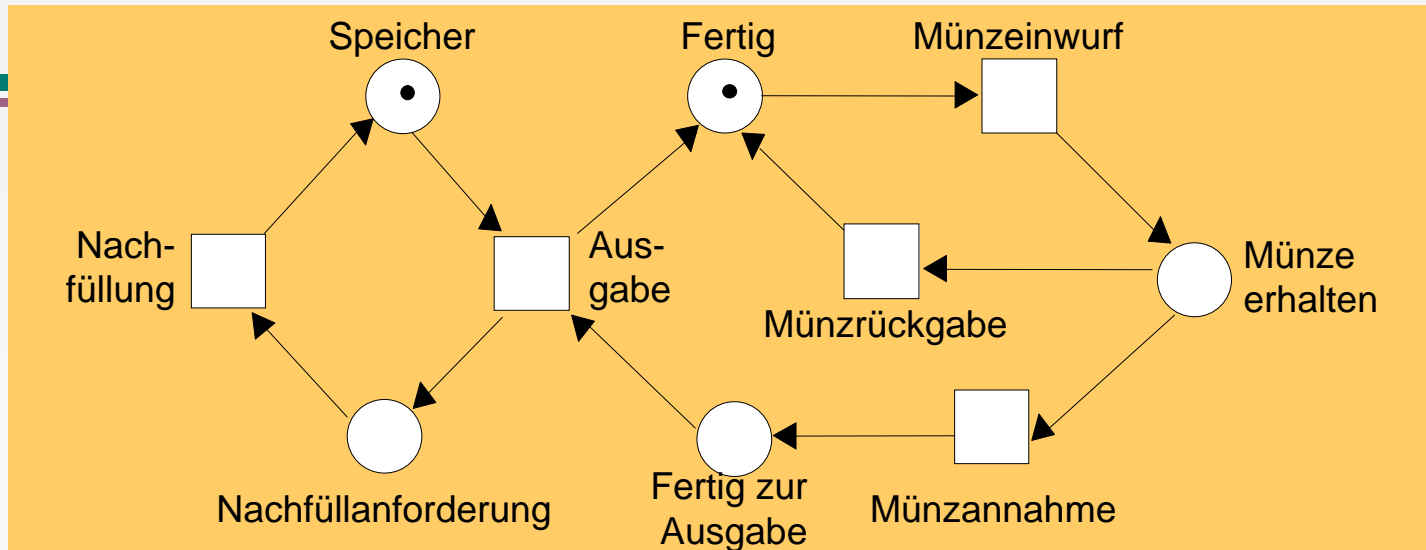 Speicher
Fertig
Münzeinwurf
Nach-
füllung
Aus-
gabe
Münzrückgabe
Münze
erhalten
Nachfüllanforderung
Fertig zur
Ausgabe
Münzannahme